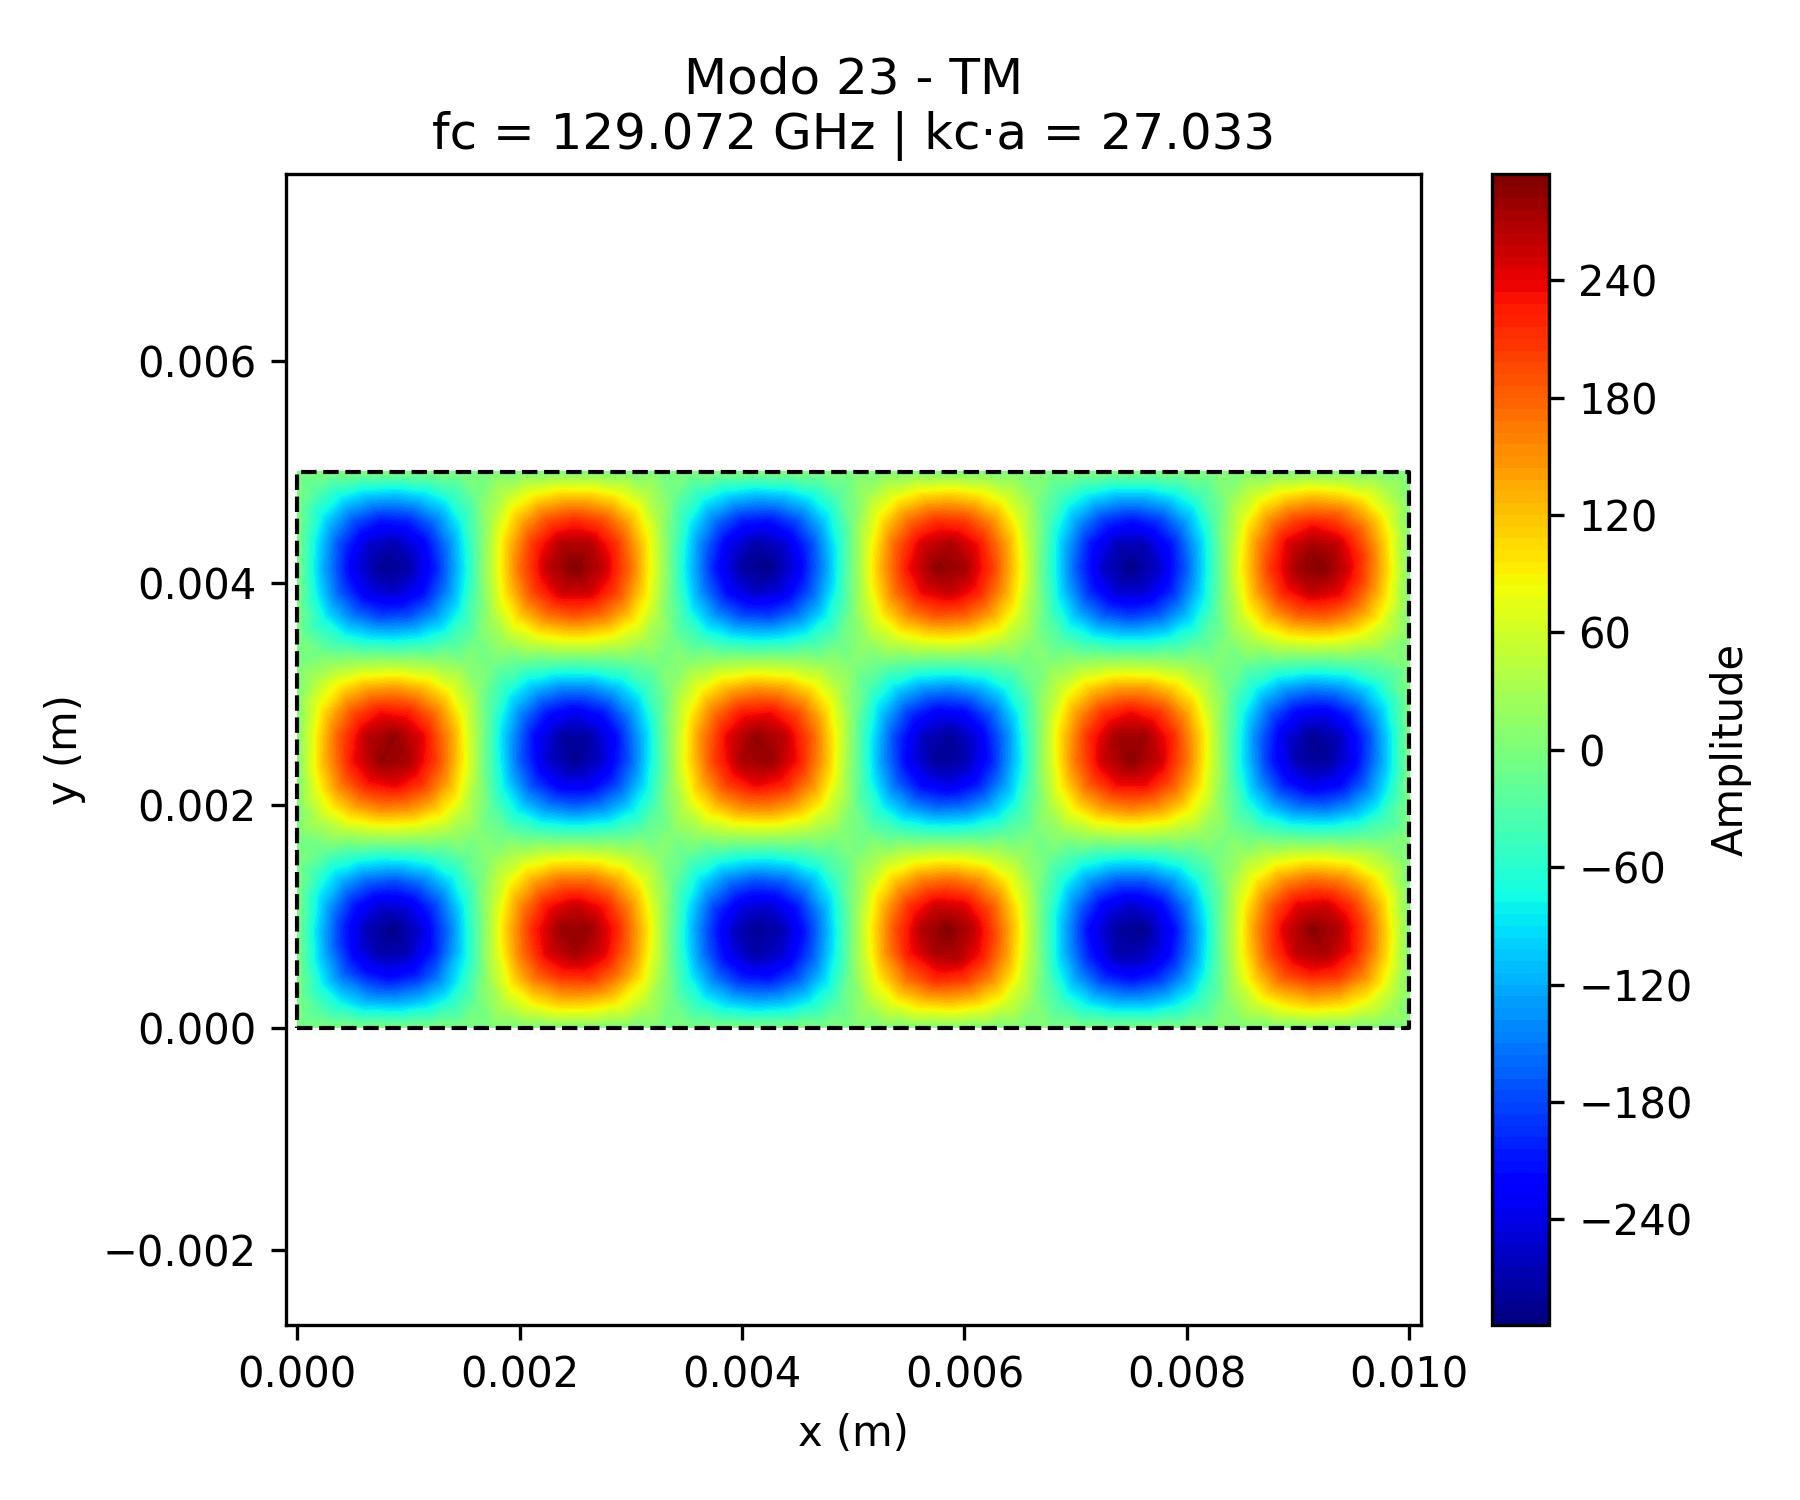 Modo 23 - TM
fc = 129.072 GHz | kc·a = 27.033
y (m)
0.006
0.004
0.002
0.000
−0.002
0.000 0.002 0.004 0.006 0.008 0.010
x (m)
240
180
120
60
0
−60
−120
−180
−240
Amplitude